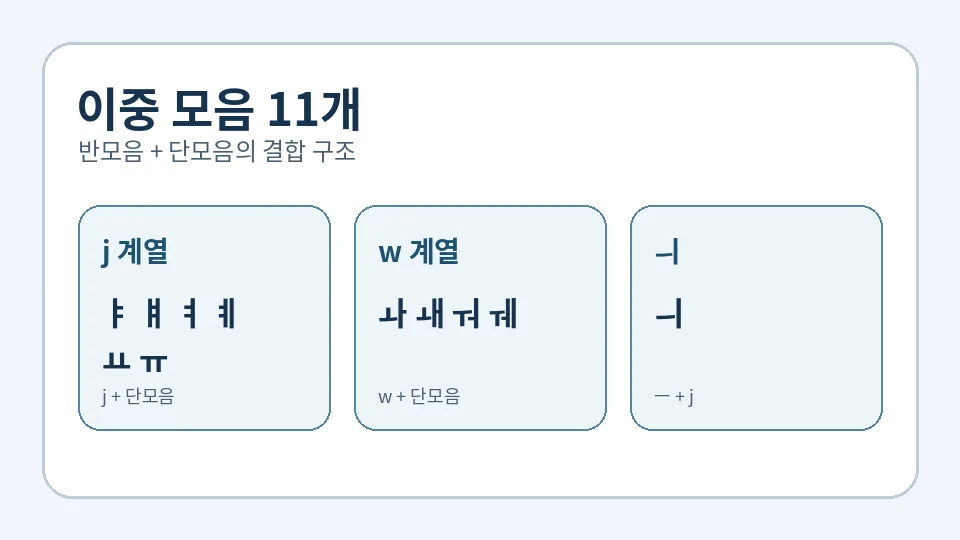 이중 모음 11개
반모음 + 단모음의 결합 구조
j 계열
ㅑ ㅒ ㅕ ㅖ
ㅛ ㅠ
j + 단모음
w 계열
ㅘ ㅙ ㅝ ㅞ
w + 단모음
ㅢ
ㅢ
ㅡ + j